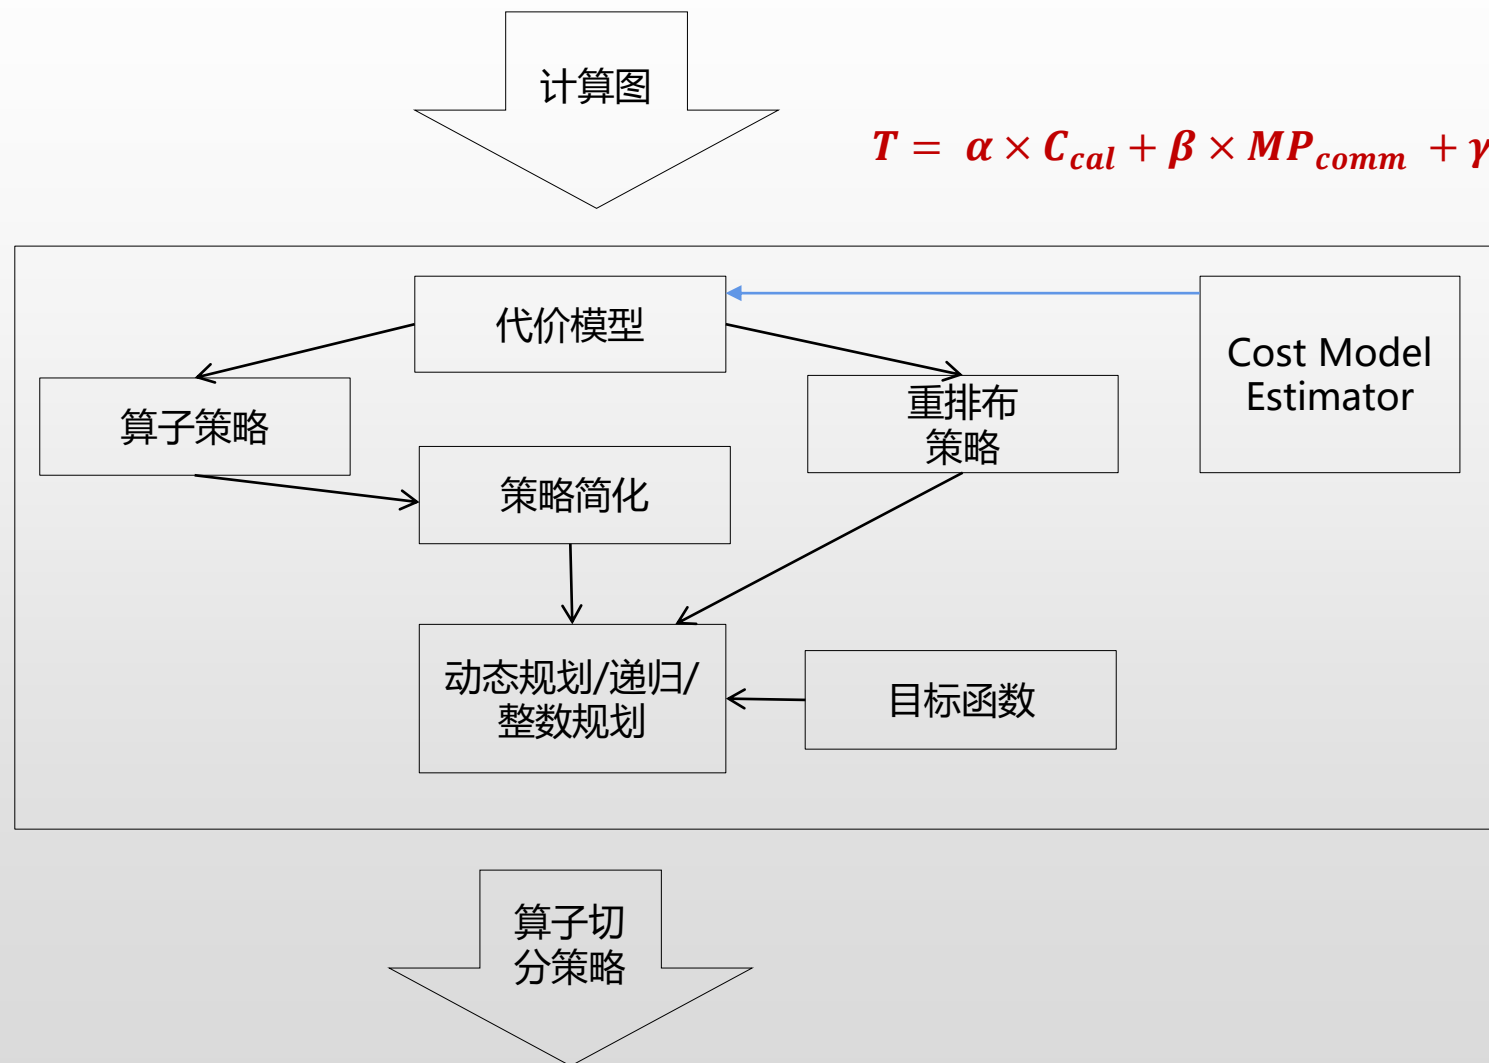 计算图
T = α × C_cal + β × MP_comm + γ
代价模型
Cost Model
Estimator
算子策略
重排布
策略
策略简化
动态规划/递归/
整数规划
目标函数
算子切
分策略